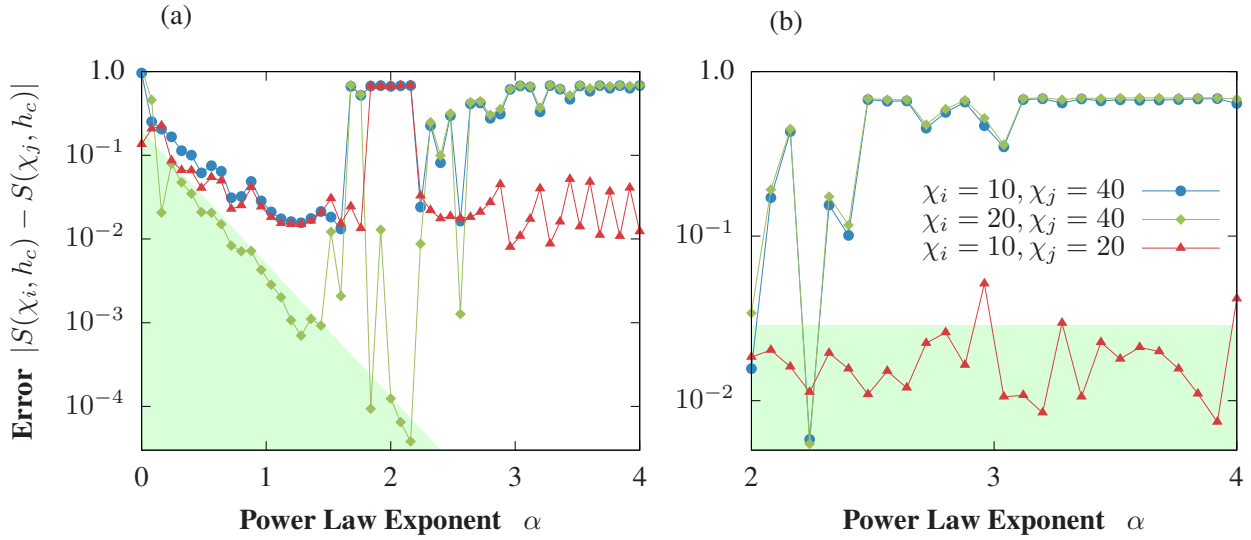 (a)
(b)
Error |S(χ_i, h_c) − S(χ_j, h_c)|
1.0
10^{−1}
10^{−2}
10^{−3}
10^{−4}
0
1
2
3
4
Power Law Exponent α
1.0
10^{−1}
10^{−2}
χ_i = 10, χ_j = 40
χ_i = 20, χ_j = 40
χ_i = 10, χ_j = 20
2
3
4
Power Law Exponent α